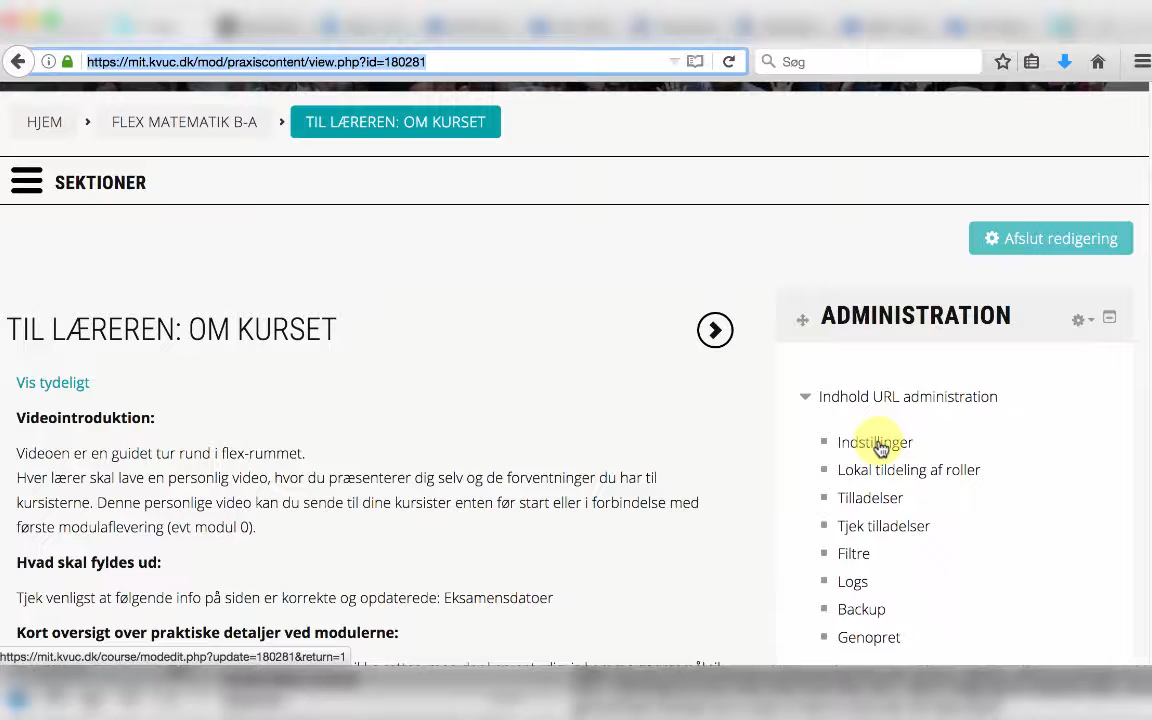 https://mit.kvuc.dk/mod/praxiscontent/view.php?id=180281
Søg
HJEM
FLEX MATEMATIK B-A
TIL LÆREREN: OM KURSET
SEKTIONER
Afslut redigering
TIL LÆREREN: OM KURSET
Vis tydeligt
Videointroduktion:
Videoen er en guidet tur rund i flex-rummet.
Hver lærer skal lave en personlig video, hvor du præsenterer dig selv og de forventninger du har til
kursisterne. Denne personlige video kan du sende til dine kursister enten før start eller i forbindelse med
første modulaflevering (evt modul 0).
Hvad skal fyldes ud:
Tjek venligst at følgende info på siden er korrekte og opdaterede: Eksamensdatoer
Kort oversigt over praktiske detaljer ved modulerne:
ADMINISTRATION
Indhold URL administration
Indstillinger
Lokal tildeling af roller
Tilladelser
Tjek tilladelser
Filtre
Logs
Backup
Genopret
https://mit.kvuc.dk/course/modedit.php?update=180281&return=1